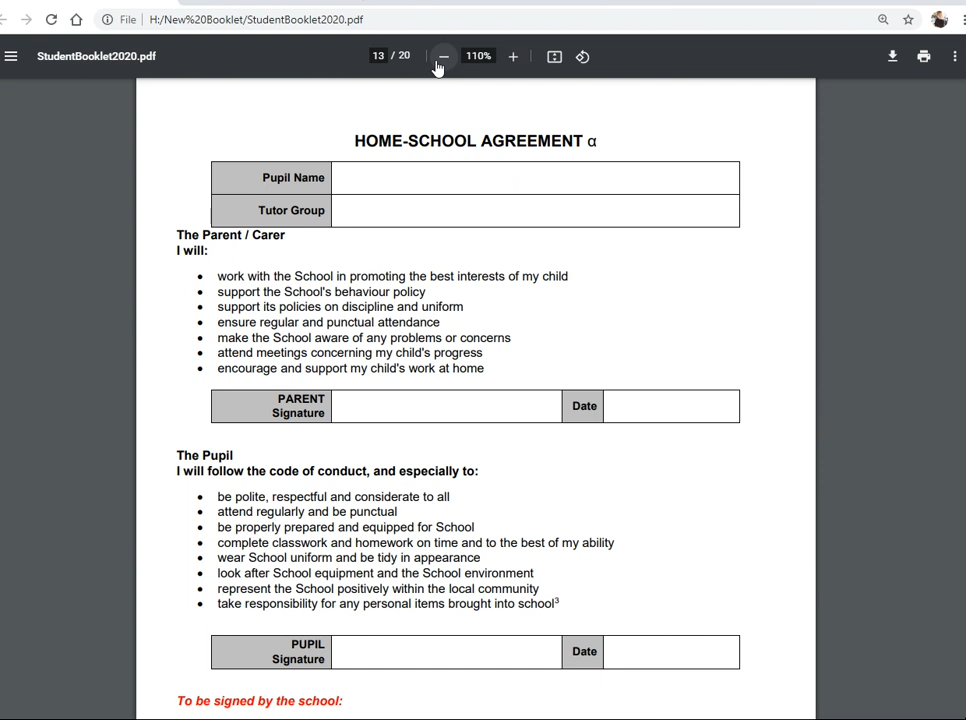 File | H:/New%20Booklet/StudentBooklet2020.pdf
StudentBooklet2020.pdf
13 / 20
110%
HOME-SCHOOL AGREEMENT α
Pupil Name
Tutor Group
The Parent / Carer
I will:
• work with the School in promoting the best interests of my child
• support the School's behaviour policy
• support its policies on discipline and uniform
• ensure regular and punctual attendance
• make the School aware of any problems or concerns
• attend meetings concerning my child's progress
• encourage and support my child's work at home
PARENT
Signature
Date
The Pupil
I will follow the code of conduct, and especially to:
• be polite, respectful and considerate to all
• attend regularly and be punctual
• be properly prepared and equipped for School
• complete classwork and homework on time and to the best of my ability
• wear School uniform and be tidy in appearance
• look after School equipment and the School environment
• represent the School positively within the local community
• take responsibility for any personal items brought into school³
PUPIL
Signature
Date
To be signed by the school: